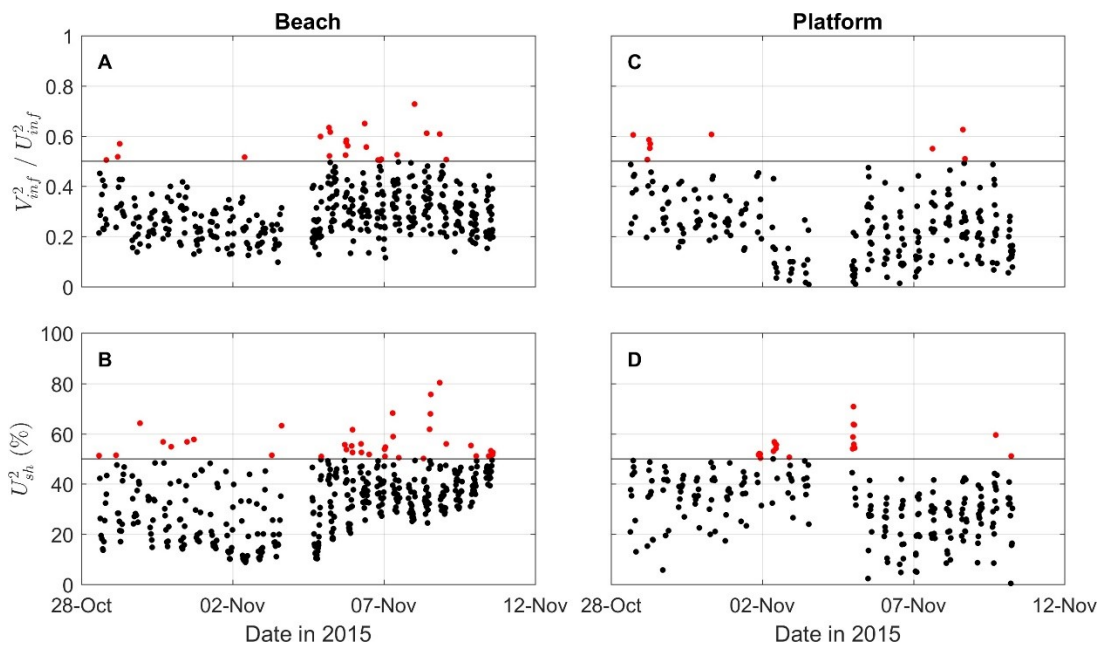 Beach
Platform
A
C
1
0.8
0.6
0.4
0.2
0
V²inf / U²inf
B
D
100
80
60
40
20
0
U²sh (%)
28-Oct 02-Nov 07-Nov 12-Nov
28-Oct 02-Nov 07-Nov 12-Nov
Date in 2015
Date in 2015